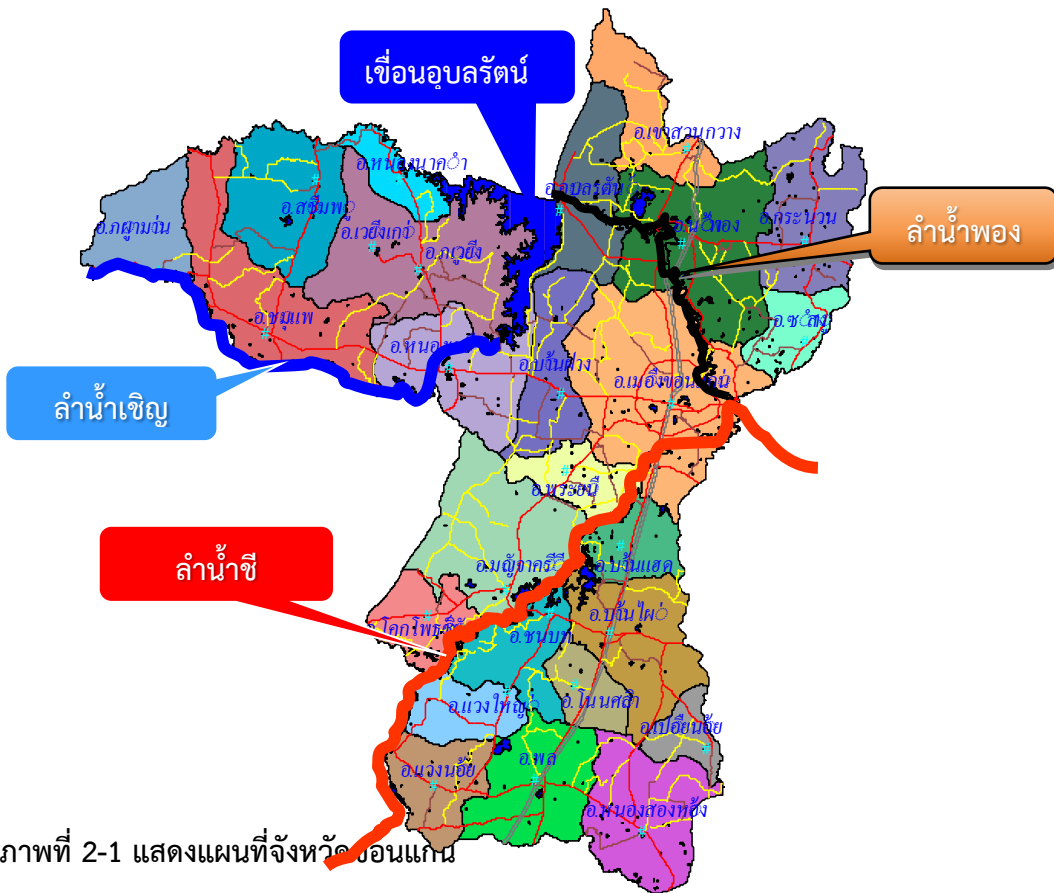 เขื่อนอุบลรัตน์
อ.เขาสวนกวาง
อ.หนองนาคำ
อ.อุบลรัตน์
อ.สีชมพู
อ.น้ำพอง
อ.กระนวน
ลำน้ำพอง
อ.ภูผาม่าน
อ.เวียงเก่า
อ.ภูเวียง
อ.ชุมแพ
อ.ซำสูง
อ.บ้านฝาง
อ.เมืองขอนแก่น
ลำน้ำเชิญ
อ.พระยืน
ลำน้ำชี
อ.มัญจาคีรี
อ.บ้านแฮด
อ.บ้านไผ่
อ.ชนบท
อ.แวงใหญ่
อ.โนนศิลา
อ.เปือยน้อย
อ.พล
อ.แวงน้อย
อ.หนองสองห้อง
ภาพที่ 2-1 แสดงแผนที่จังหวัดขอนแก่น